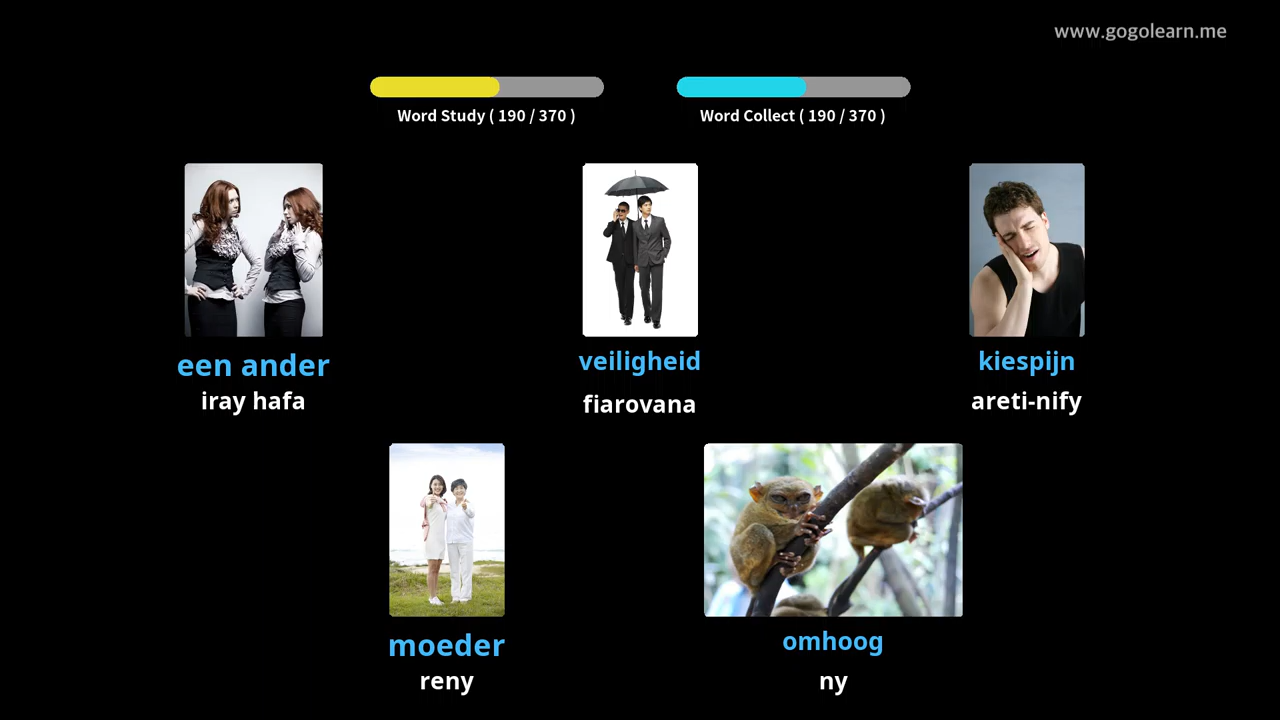 www.gogolearn.me
Word Study ( 190 / 370 )
Word Collect ( 190 / 370 )
een ander
iray hafa
veiligheid
fiarovana
kiespijn
areti-nify
moeder
reny
omhoog
ny